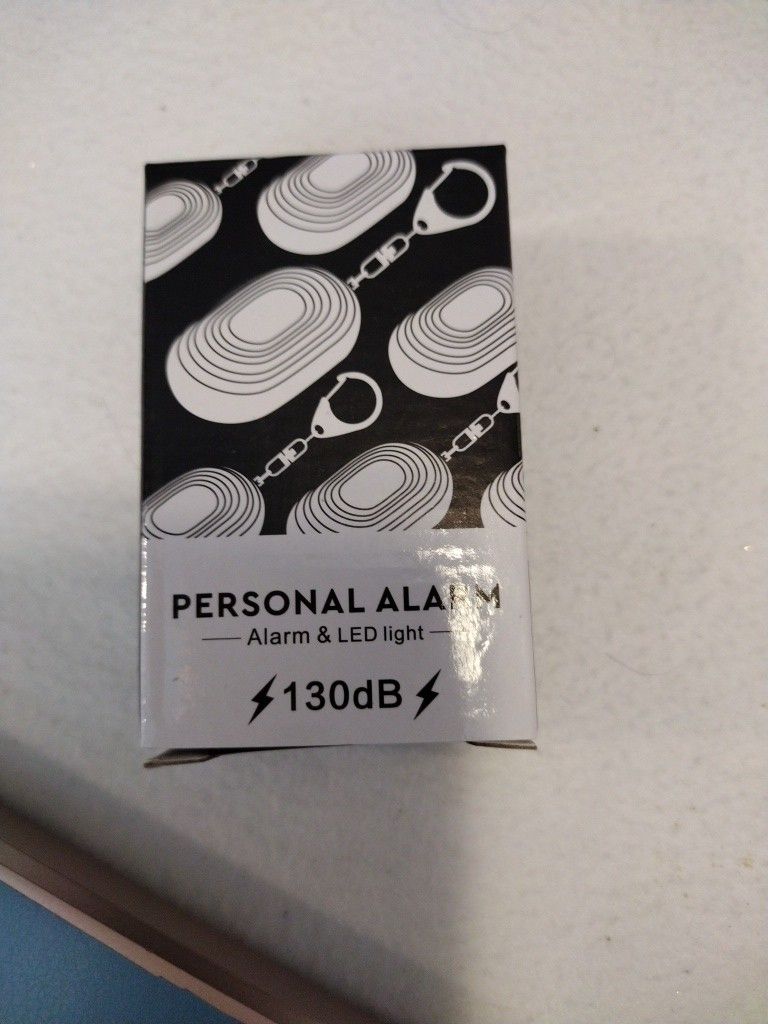 PERSONAL ALARM
Alarm & LED light
130dB